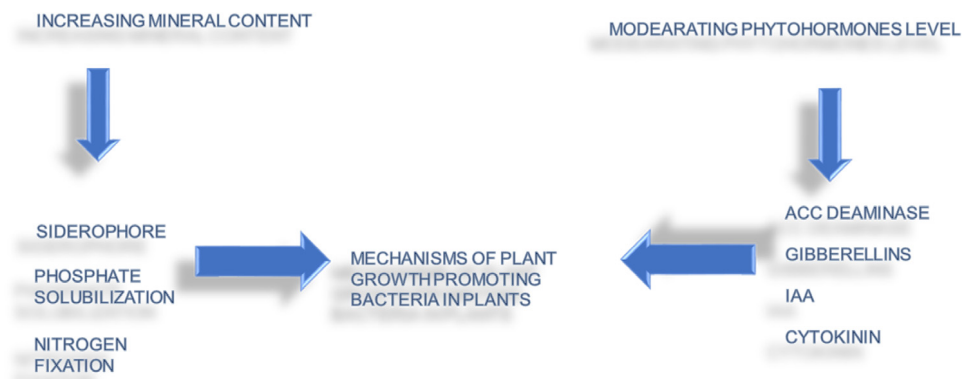 INCREASING MINERAL CONTENT
MODEARATING PHYTOHORMONES LEVEL
SIDEROPHORE
PHOSPHATE
SOLUBILIZATION
NITROGEN
FIXATION
MECHANISMS OF PLANT
GROWTH PROMOTING
BACTERIA IN PLANTS
ACC DEAMINASE
GIBBERELLINS
IAA
CYTOKININ